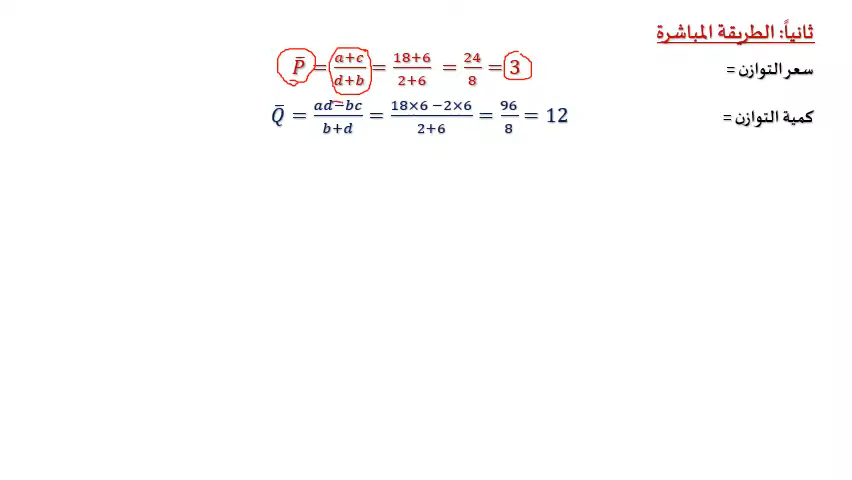 ثانياً: الطريقة المباشرة
سعر التوازن = P̄ = (a+c)/(d+b) = (18+6)/(2+6) = 24/8 = 3
كمية التوازن = Q̄ = (ad−bc)/(b+d) = (18×6 −2×6)/(2+6) = 96/8 = 12